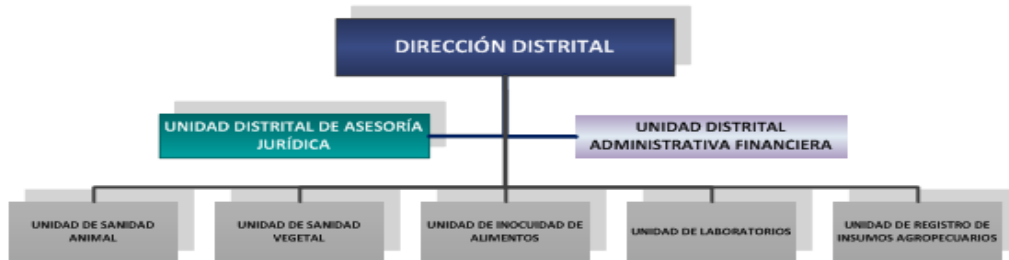 DIRECCIÓN DISTRITAL
UNIDAD DISTRITAL DE ASESORÍA
JURÍDICA
UNIDAD DISTRITAL
ADMINISTRATIVA FINANCIERA
UNIDAD DE SANIDAD
ANIMAL
UNIDAD DE SANIDAD
VEGETAL
UNIDAD DE INOCUIDAD DE
ALIMENTOS
UNIDAD DE LABORATORIOS
UNIDAD DE REGISTRO DE
INSUMOS AGROPECUARIOS